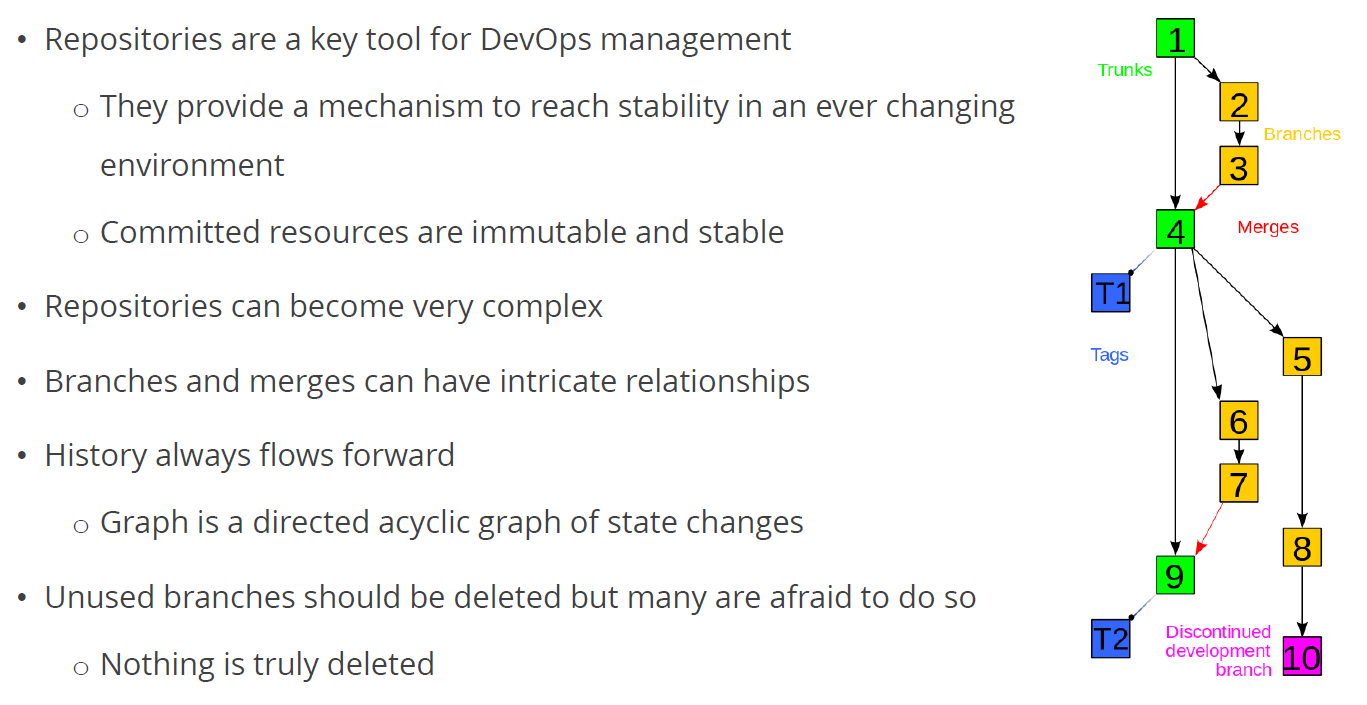 • Repositories are a key tool for DevOps management
o They provide a mechanism to reach stability in an ever changing
environment
o Committed resources are immutable and stable
• Repositories can become very complex
• Branches and merges can have intricate relationships
• History always flows forward
o Graph is a directed acyclic graph of state changes
• Unused branches should be deleted but many are afraid to do so
o Nothing is truly deleted
1
Trunks
2
Branches
3
4
Merges
T1
Tags
5
6
7
8
9
T2
Discontinued
development
branch
10